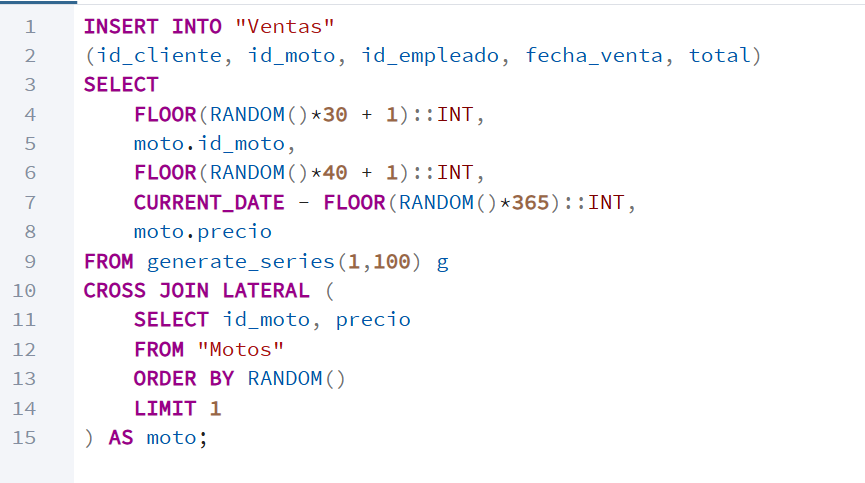 1 INSERT INTO "Ventas"
2 (id_cliente, id_moto, id_empleado, fecha_venta, total)
3 SELECT
4     FLOOR(RANDOM()*30 + 1)::INT,
5     moto.id_moto,
6     FLOOR(RANDOM()*40 + 1)::INT,
7     CURRENT_DATE - FLOOR(RANDOM()*365)::INT,
8     moto.precio
9 FROM generate_series(1,100) g
10 CROSS JOIN LATERAL (
11     SELECT id_moto, precio
12     FROM "Motos"
13     ORDER BY RANDOM()
14     LIMIT 1
15 ) AS moto;